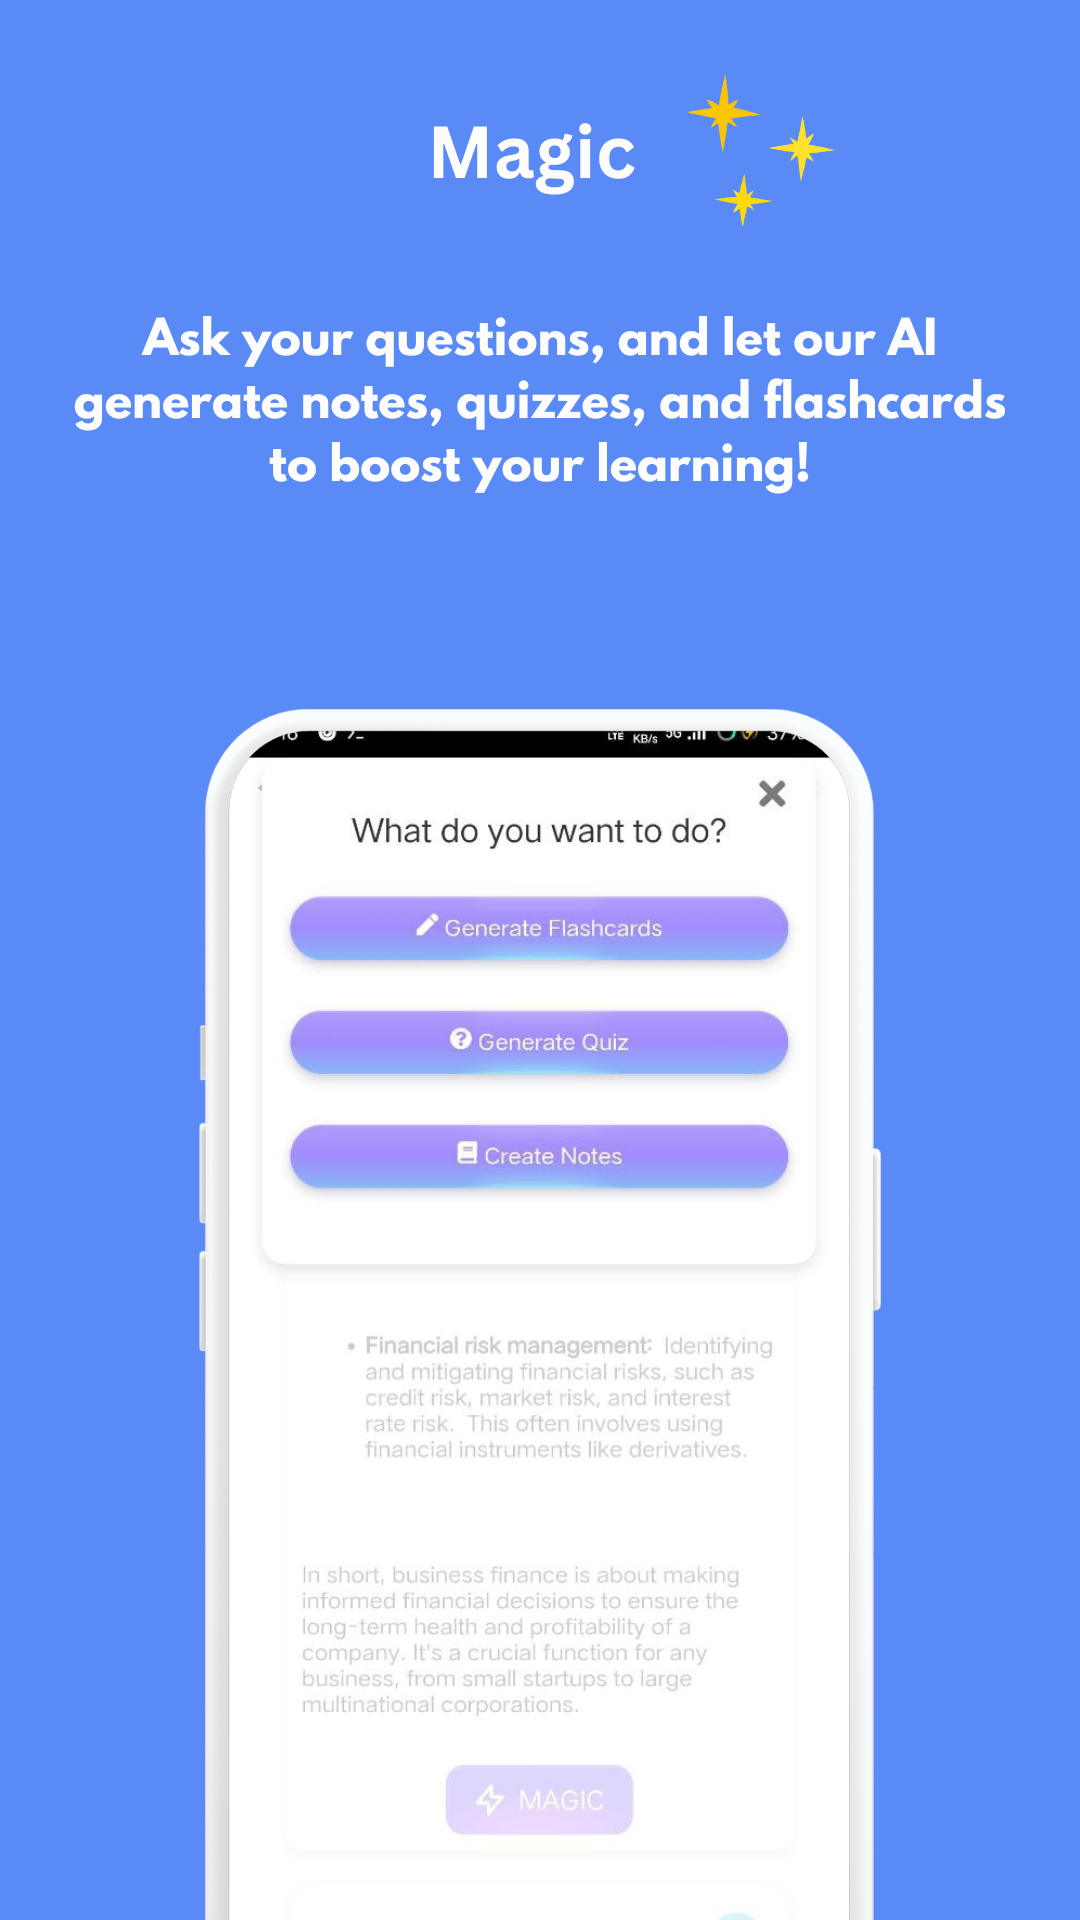 Magic
Ask your questions, and let our AI
generate notes, quizzes, and flashcards
to boost your learning!
LTE KB/s 5G 37%
What do you want to do?
Generate Flashcards
Generate Quiz
Create Notes
• Financial risk management: Identifying
and mitigating financial risks, such as
credit risk, market risk, and interest
rate risk. This often involves using
financial instruments like derivatives.
In short, business finance is about making
informed financial decisions to ensure the
long-term health and profitability of a
company. It's a crucial function for any
business, from small startups to large
multinational corporations.
MAGIC